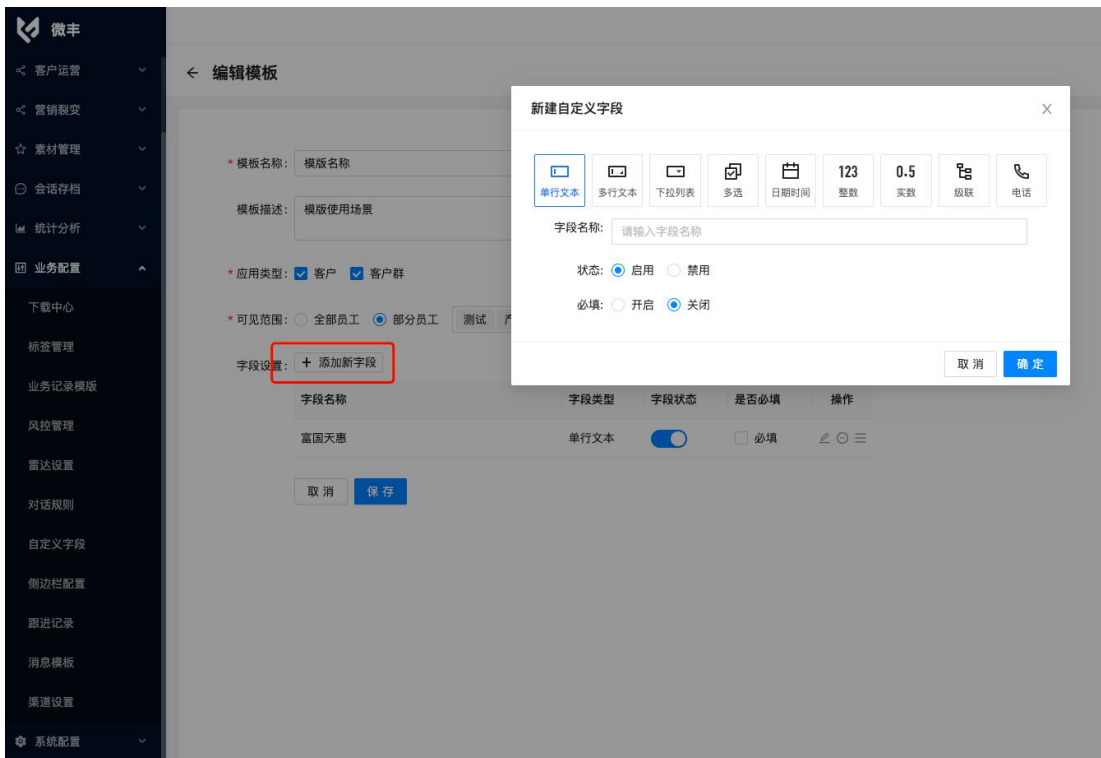 微丰
客户运营
营销裂变
素材管理
会话存档
统计分析
业务配置
下载中心
标签管理
业务记录模版
风控管理
雷达设置
对话规则
自定义字段
侧边栏配置
跟进记录
消息模板
渠道设置
系统配置
编辑模板
* 模板名称: 模版名称
模板描述: 模版使用场景
* 应用类型: 客户 客户群
* 可见范围: 全部员工 部分员工 测试
字段设置: + 添加新字段
字段名称 字段类型 字段状态 是否必填 操作
富国天惠 单行文本 必填
取消 保存
新建自定义字段
123 0.5
单行文本 多行文本 下拉列表 多选 日期时间 整数 实数 级联 电话
字段名称: 请输入字段名称
状态: 启用 禁用
必填: 开启 关闭
取消 确定